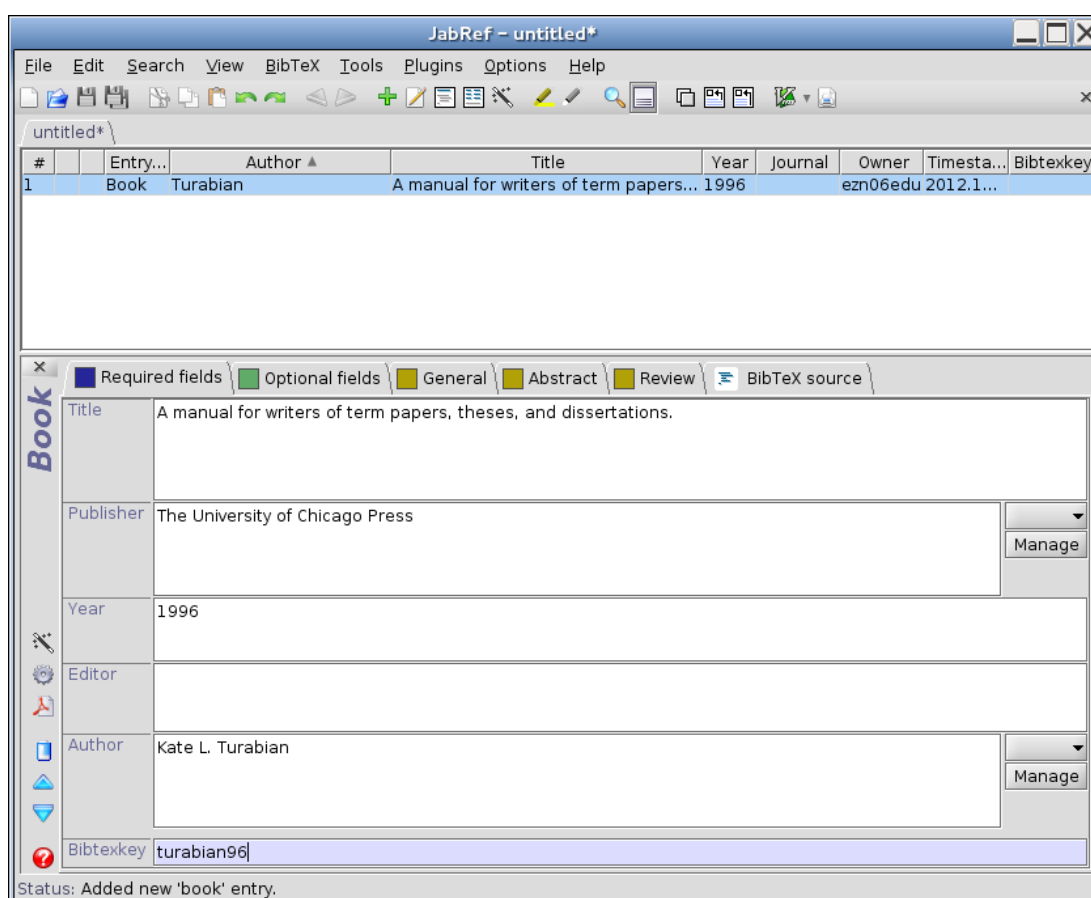 JabRef – untitled*
File Edit Search View BibTeX Tools Plugins Options Help
untitled*
# Entry... Author Title Year Journal Owner Timesta... Bibtexkey
1 Book Turabian A manual for writers of term papers... 1996 ezn06edu 2012.1...
Required fields Optional fields General Abstract Review BibTeX source
Book
Title A manual for writers of term papers, theses, and dissertations.
Publisher The University of Chicago Press
Manage
Year 1996
Editor
Author Kate L. Turabian
Manage
Bibtexkey turabian96
Status: Added new 'book' entry.